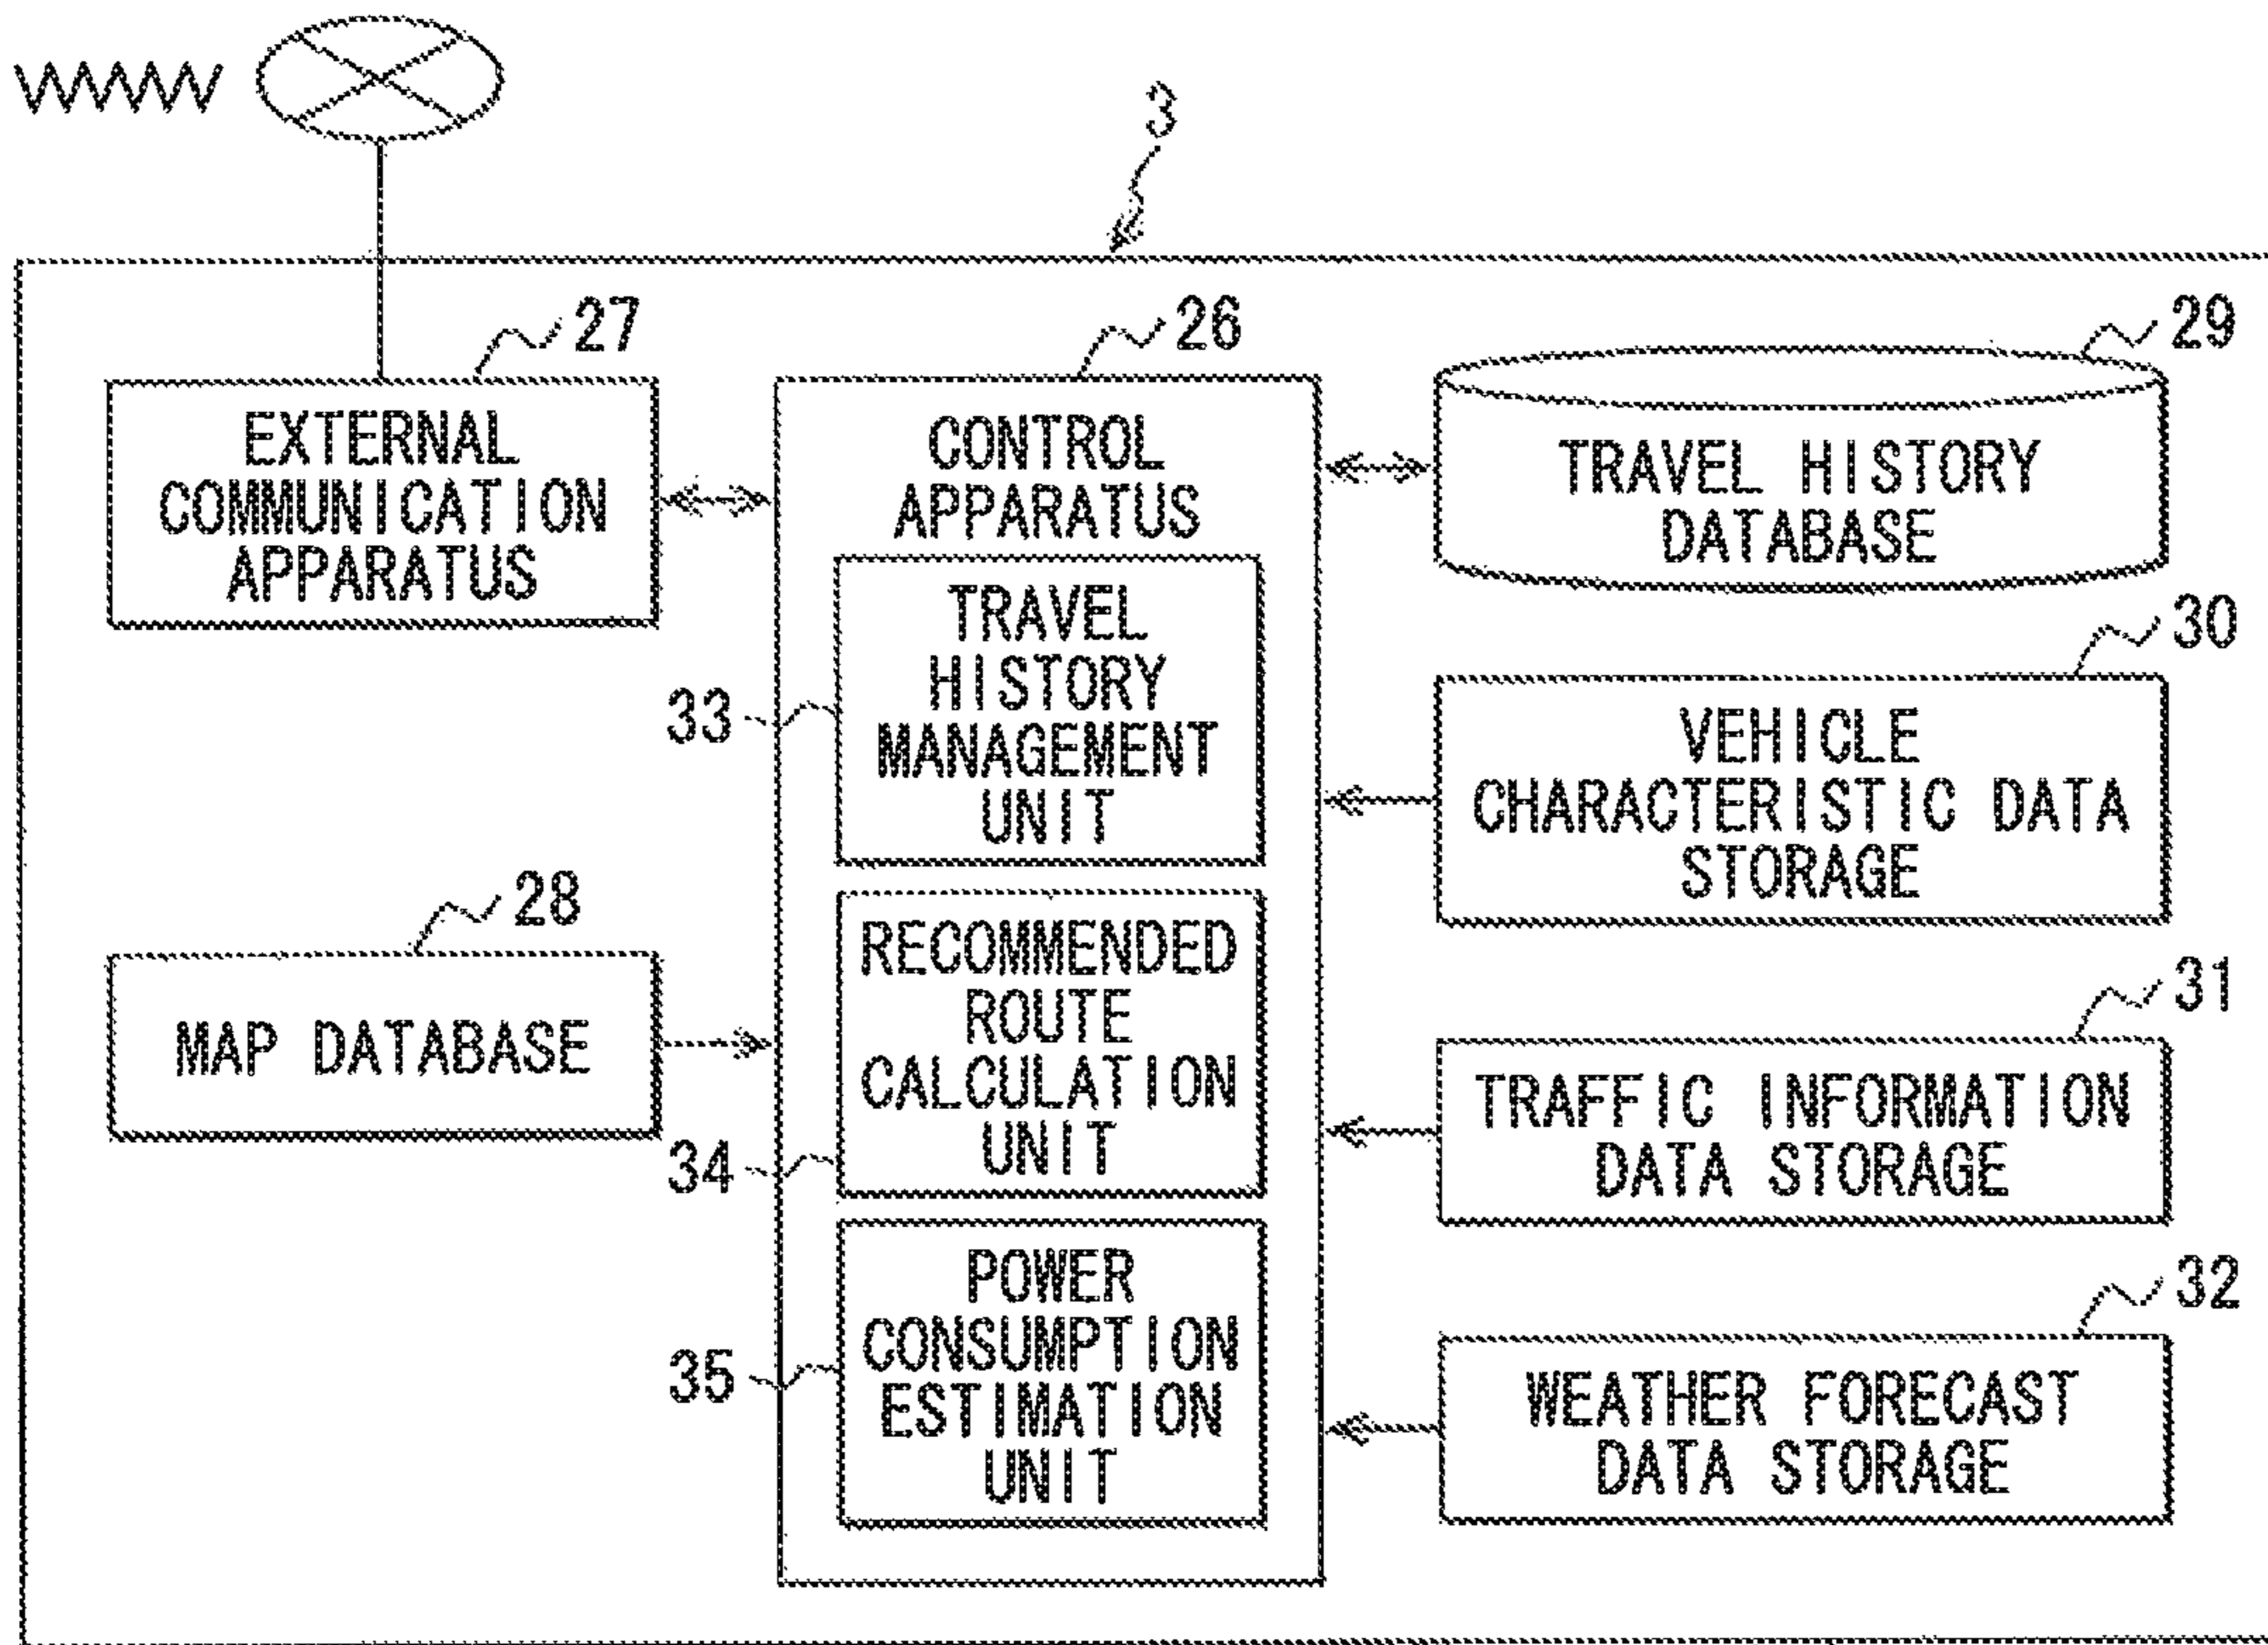 3
27
EXTERNAL
COMMUNICATION
APPARATUS
26
CONTROL
APPARATUS
29
TRAVEL HISTORY
DATABASE
33
TRAVEL
HISTORY
MANAGEMENT
UNIT
30
VEHICLE
CHARACTERISTIC DATA
STORAGE
28
MAP DATABASE
34
RECOMMENDED
ROUTE
CALCULATION
UNIT
31
TRAFFIC INFORMATION
DATA STORAGE
35
POWER
CONSUMPTION
ESTIMATION
UNIT
32
WEATHER FORECAST
DATA STORAGE